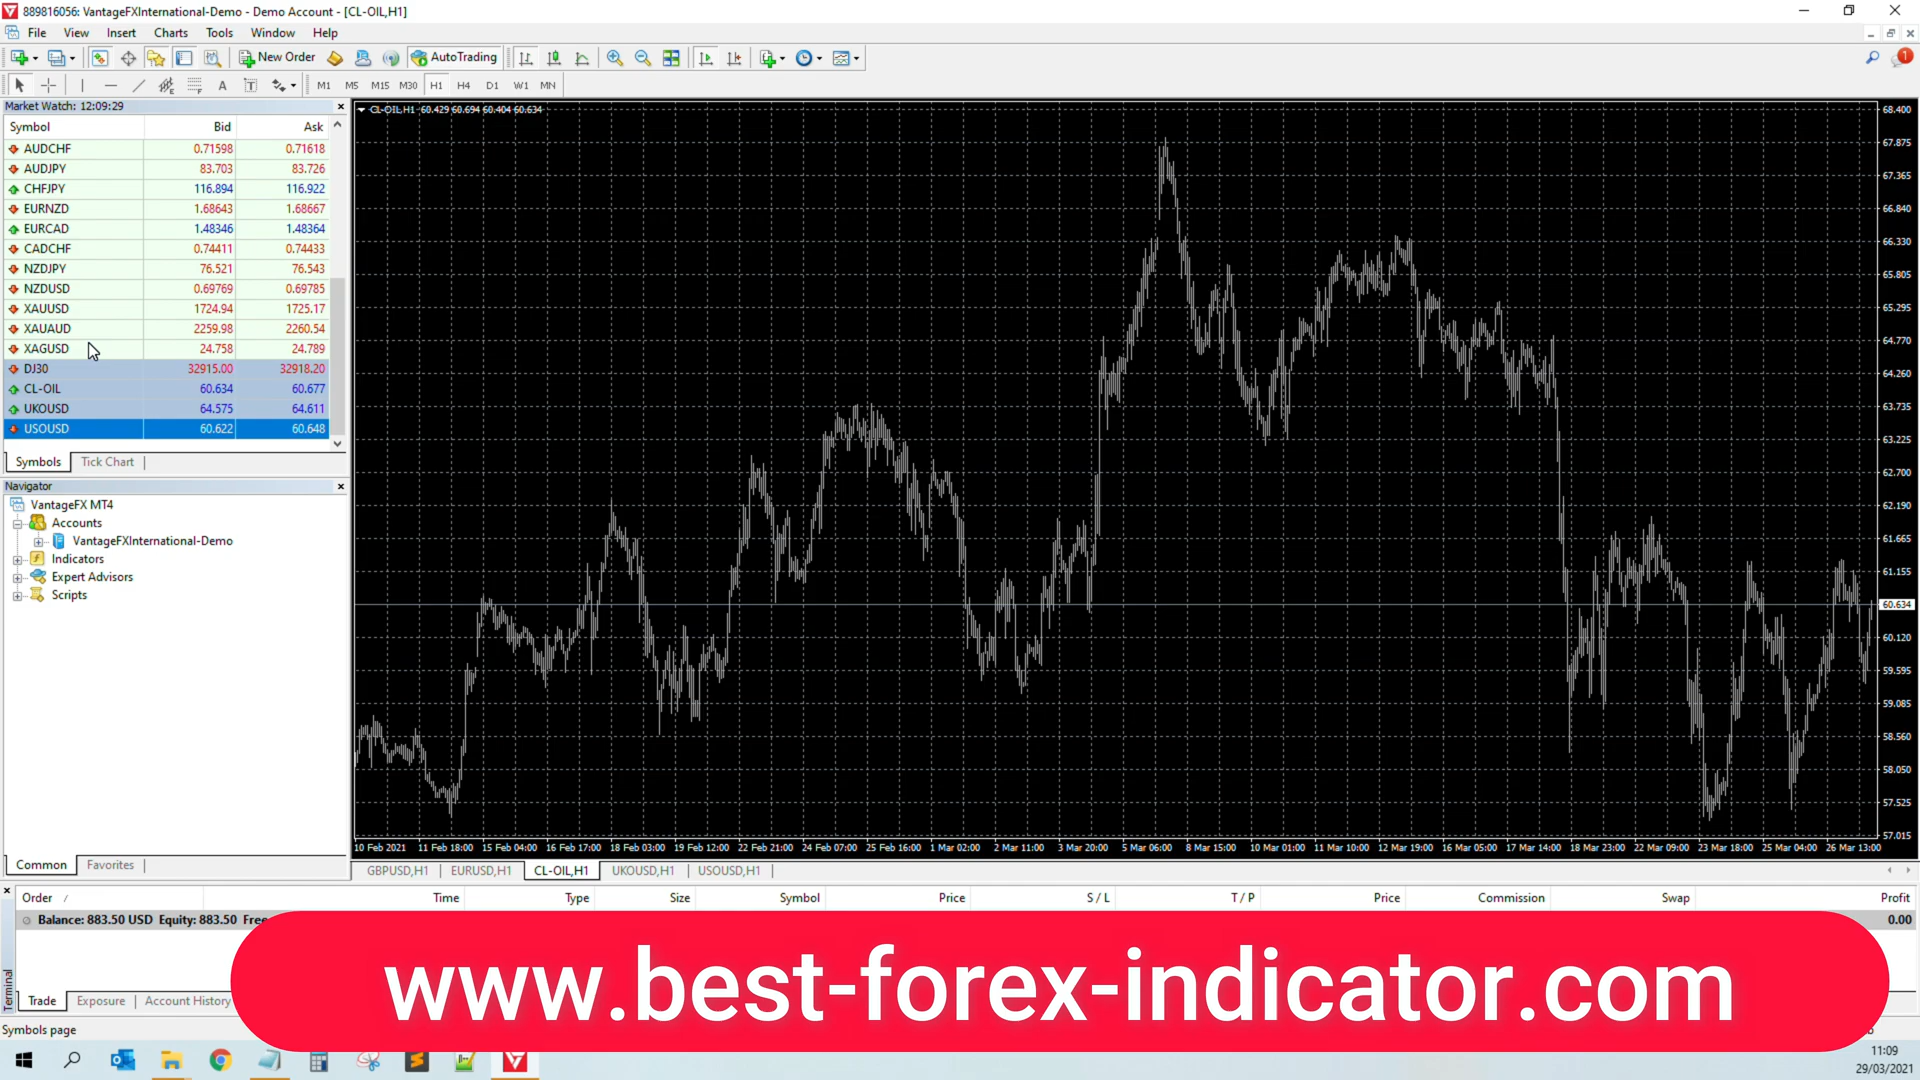 889816056: VantageFXInternational-Demo - Demo Account - [CL-OIL,H1]
File View Insert Charts Tools Window Help
New Order AutoTrading 1
A T M1 M5 M15 M30 H1 H4 D1 W1 MN
Market Watch: 12:09:29
Symbol Bid Ask
AUDCHF 0.71598 0.71618
AUDJPY 83.703 83.726
CHFJPY 116.894 116.922
EURNZD 1.68643 1.68667
EURCAD 1.48346 1.48364
CADCHF 0.74411 0.74433
NZDJPY 76.521 76.543
NZDUSD 0.69769 0.69785
XAUUSD 1724.94 1725.17
XAUAUD 2259.98 2260.54
XAGUSD 24.758 24.789
DJ30 32915.00 32918.20
CL-OIL 60.634 60.677
UKOUSD 64.575 64.611
USOUSD 60.622 60.648
Symbols Tick Chart
Navigator
VantageFX MT4
Accounts
VantageFXInternational-Demo
Indicators
Expert Advisors
Scripts
Common Favorites
CL-OIL,H1 60.429 60.694 60.404 60.634
68.400
67.875
67.365
66.840
66.330
65.805
65.295
64.770
64.260
63.735
63.225
62.700
62.190
61.665
61.155
60.634
60.120
59.595
59.085
58.560
58.050
57.525
57.015
10 Feb 2021 11 Feb 18:00 15 Feb 04:00 16 Feb 17:00 18 Feb 03:00 19 Feb 12:00 22 Feb 21:00 24 Feb 07:00 25 Feb 16:00 1 Mar 02:00 2 Mar 11:00 3 Mar 20:00 5 Mar 06:00 8 Mar 15:00 10 Mar 01:00 11 Mar 10:00 12 Mar 19:00 16 Mar 05:00 17 Mar 14:00 18 Mar 23:00 22 Mar 09:00 23 Mar 18:00 25 Mar 04:00 26 Mar 13:00
GBPUSD,H1 EURUSD,H1 CL-OIL,H1 UKOUSD,H1 USOUSD,H1
Order / Time Type Size Symbol Price S / L T / P Price Commission Swap Profit
Balance: 883.50 USD Equity: 883.50 Free 0.00
www.best-forex-indicator.com
Terminal
Trade Exposure Account History
Symbols page
11:09
29/03/2021